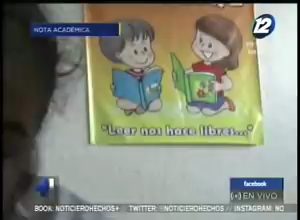 NOTA ACADÉMICA
12
"Leer nos hace libres..."
facebook
EN VIVO
BOOK: NOTICIEROHECHOS+ TWITTER: NOTICIEROHECHOS INSTAGRAM: NO